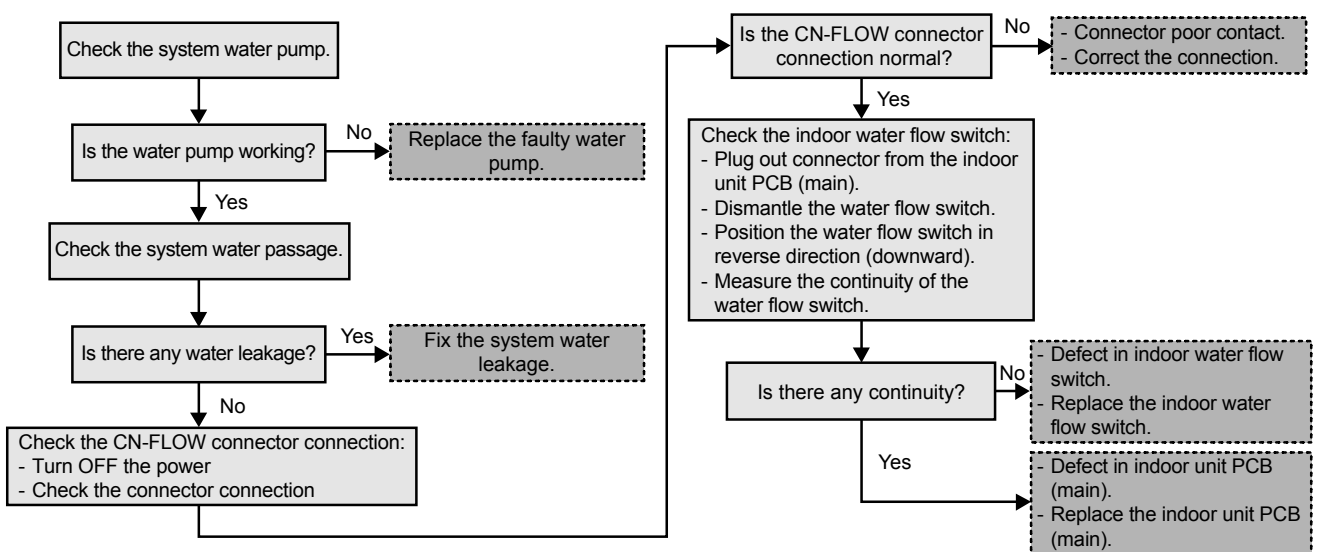 Check the system water pump.
Is the water pump working?
No
Replace the faulty water
pump.
Yes
Check the system water passage.
Is there any water leakage?
Yes
Fix the system water
leakage.
No
Check the CN-FLOW connector connection:
- Turn OFF the power
- Check the connector connection
Is the CN-FLOW connector
connection normal?
No
- Connector poor contact.
- Correct the connection.
Yes
Check the indoor water flow switch:
- Plug out connector from the indoor
unit PCB (main).
- Dismantle the water flow switch.
- Position the water flow switch in
reverse direction (downward).
- Measure the continuity of the
water flow switch.
Is there any continuity?
No
- Defect in indoor water flow
switch.
- Replace the indoor water
flow switch.
Yes
- Defect in indoor unit PCB
(main).
- Replace the indoor unit PCB
(main).